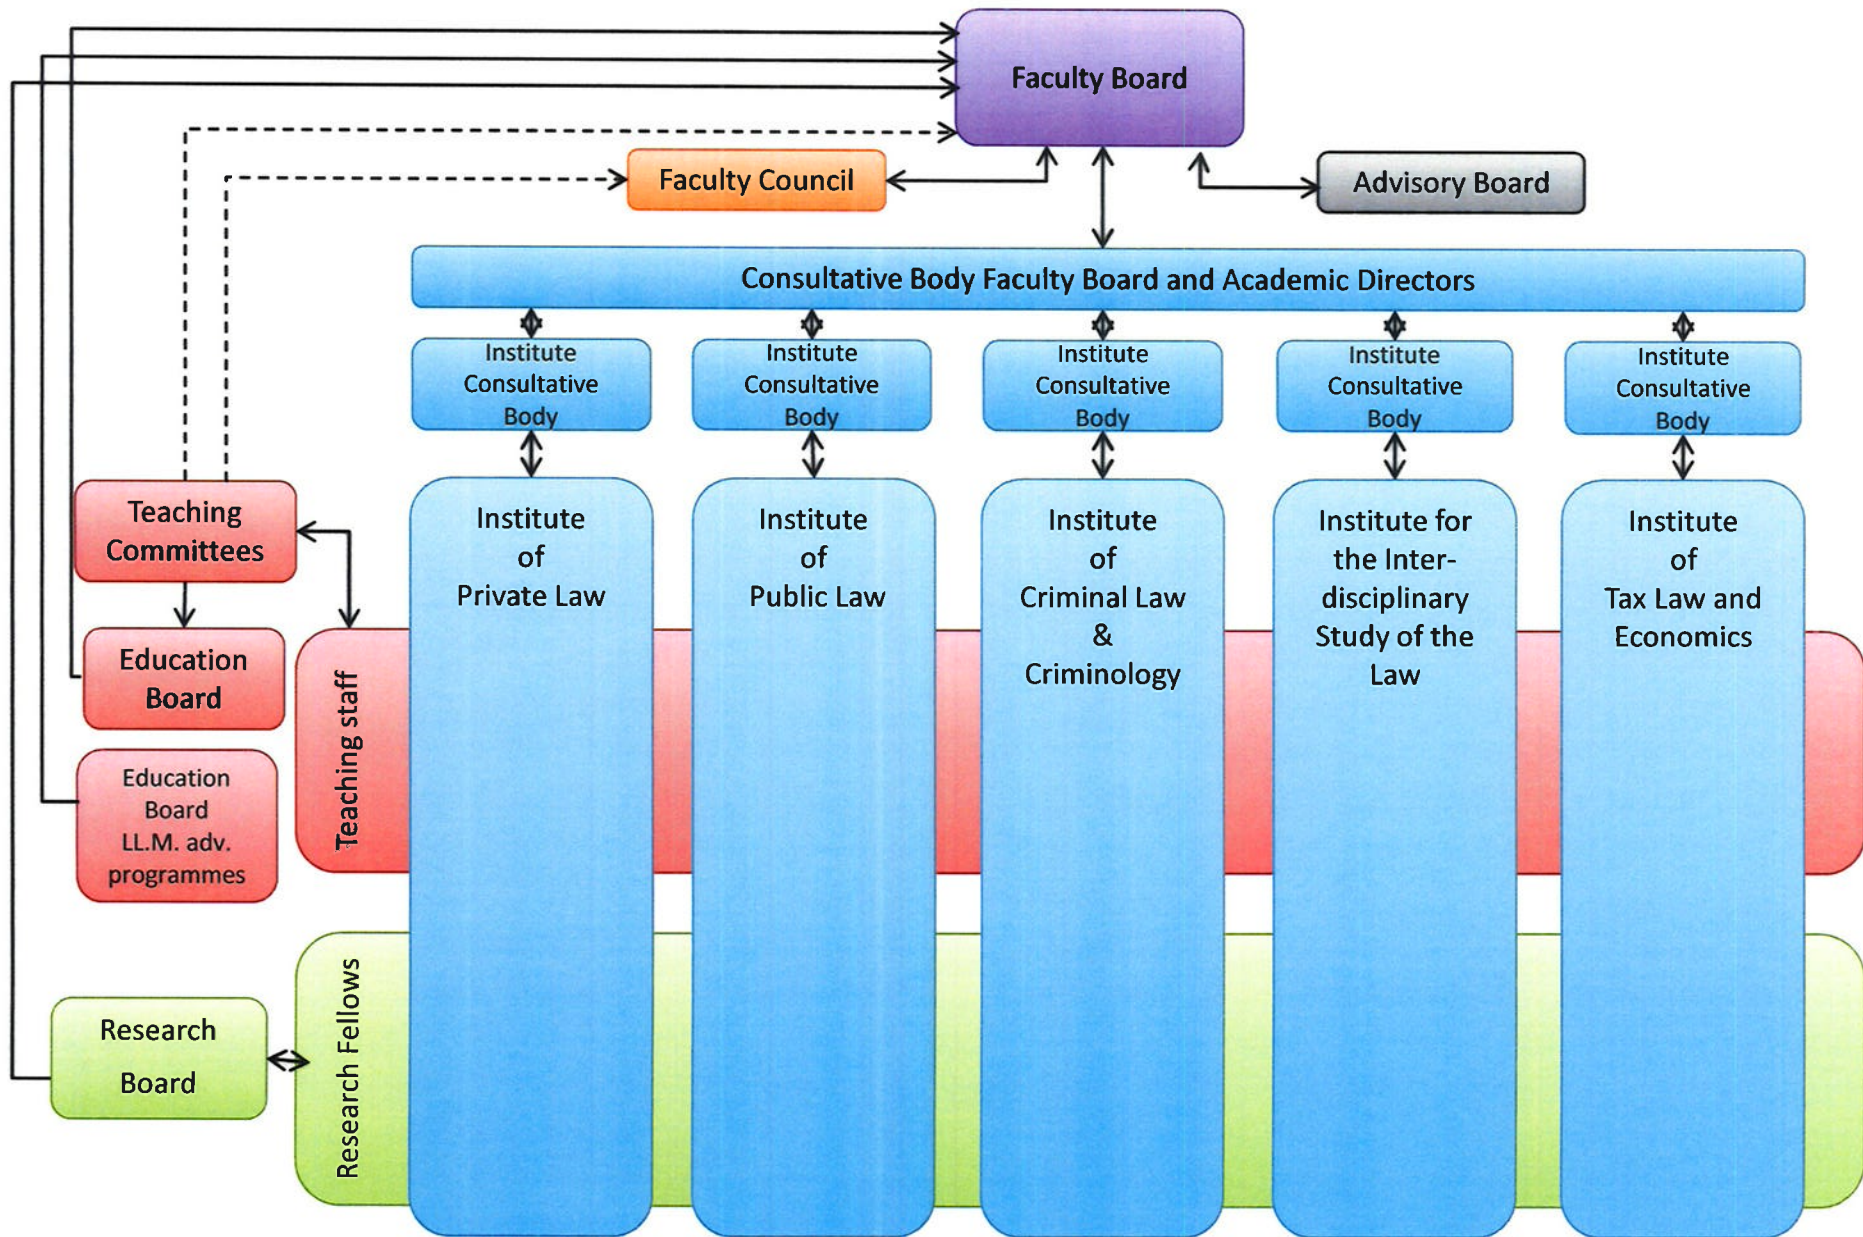 Faculty Board
Faculty Council
Advisory Board
Consultative Body Faculty Board and Academic Directors
Institute
Consultative
Body
Institute
Consultative
Body
Institute
Consultative
Body
Institute
Consultative
Body
Institute
Consultative
Body
Teaching
Committees
Education
Board
Education
Board
LL.M. adv.
programmes
Research
Board
Teaching staff
Research Fellows
Institute
of
Private Law
Institute
of
Public Law
Institute
of
Criminal Law
&
Criminology
Institute for
the Inter-
disciplinary
Study of the
Law
Institute
of
Tax Law and
Economics